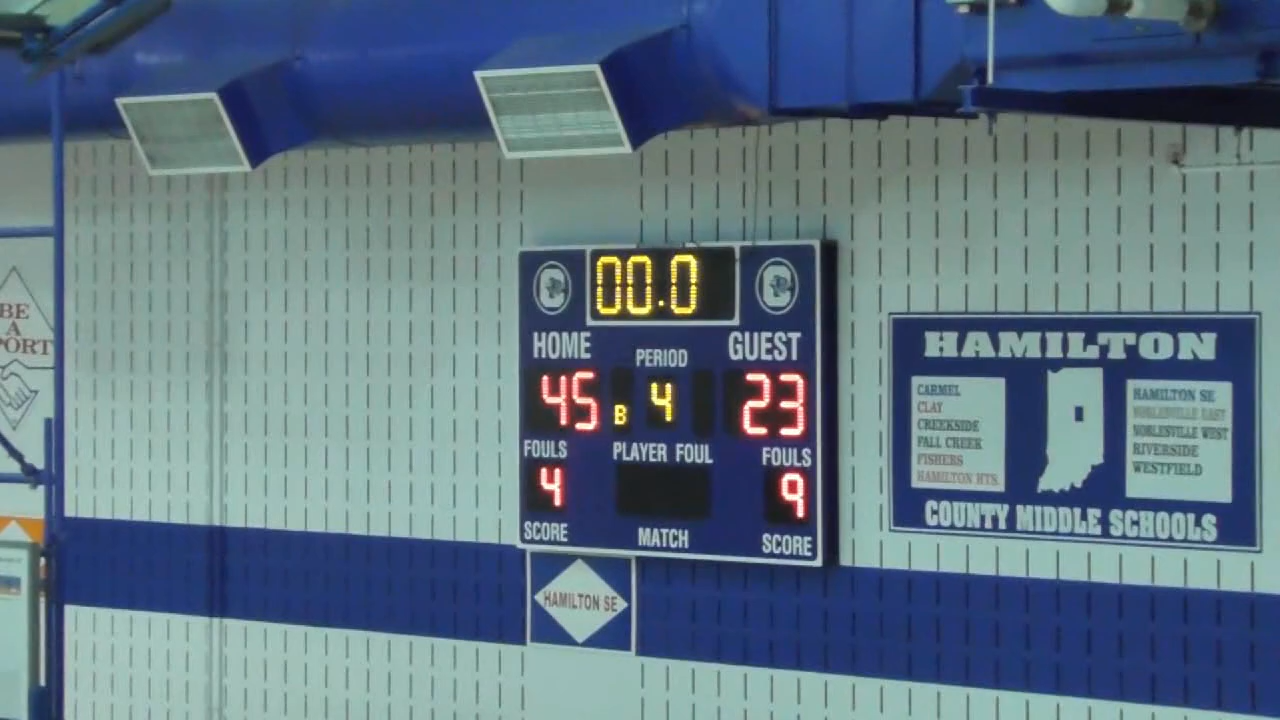 BE
A
PORT
00.0
HOME
PERIOD
GUEST
45
B
4
23
FOULS
PLAYER FOUL
FOULS
4
9
SCORE
MATCH
SCORE
HAMILTON SE
HAMILTON
CARMEL
CLAY
CREEKSIDE
FALL CREEK
FISHERS
HAMILTON HTS.
HAMILTON SE
NOBLESVILLE EAST
NOBLESVILLE WEST
RIVERSIDE
WESTFIELD
COUNTY MIDDLE SCHOOLS